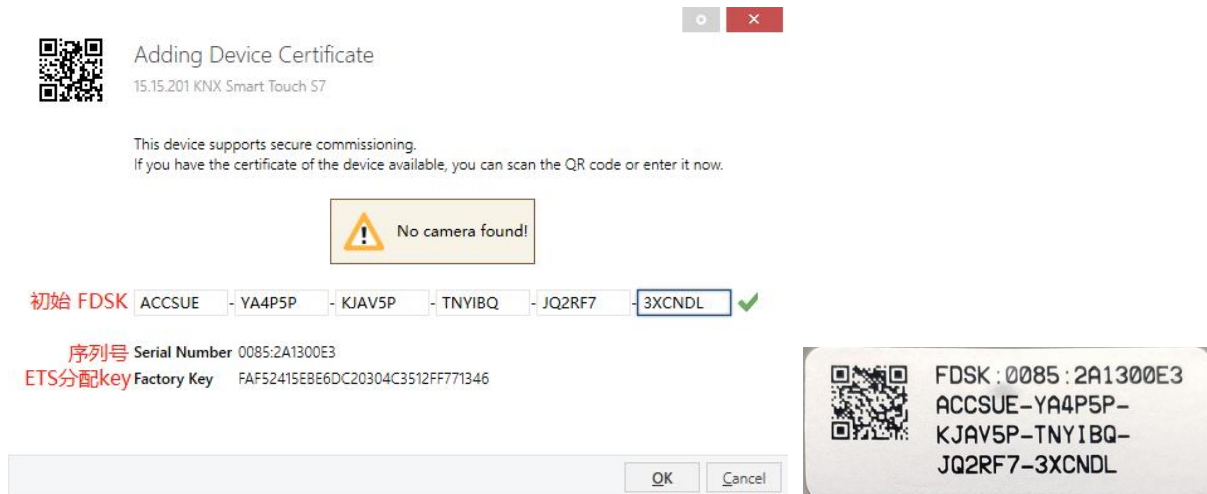 Adding Device Certificate
15.15.201 KNX Smart Touch S7
This device supports secure commissioning.
If you have the certificate of the device available, you can scan the QR code or enter it now.
No camera found!
初始 FDSK ACCSUE - YA4P5P - KJAV5P - TNYIBQ - JQ2RF7 - 3XCNDL
序列号 Serial Number 0085:2A1300E3
ETS分配key Factory Key FAF52415EBE6DC20304C3512FF771346
OK Cancel
FDSK:0085:2A1300E3
ACCSUE-YA4P5P-
KJAV5P-TNYIBQ-
JQ2RF7-3XCNDL